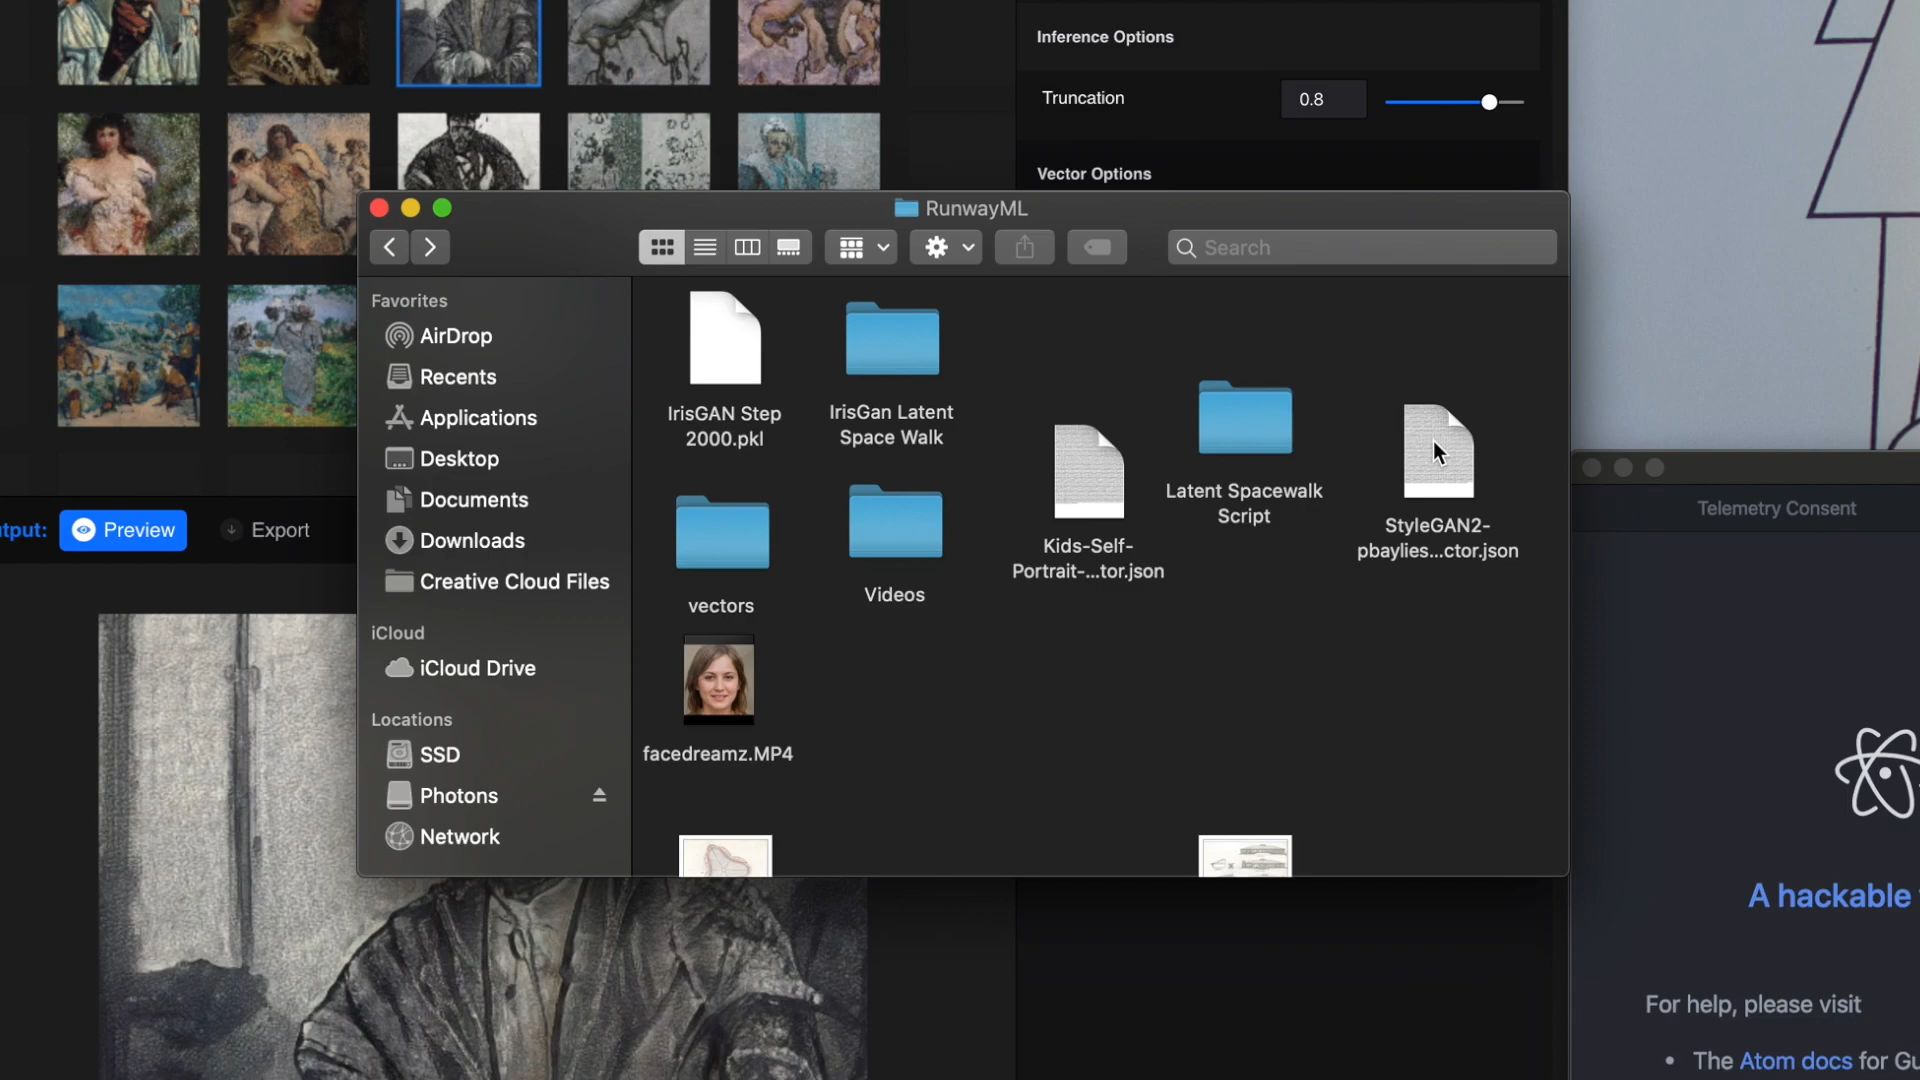 Inference Options
Truncation
0.8
Vector Options
RunwayML
Search
Favorites
AirDrop
Recents
Applications
Desktop
Documents
Downloads
Creative Cloud Files
iCloud
iCloud Drive
Locations
SSD
Photons
Network
IrisGAN Step
2000.pkl
IrisGan Latent
Space Walk
Kids-Self-
Portrait-...tor.json
Latent Spacewalk
Script
StyleGAN2-
pbaylies...ctor.json
vectors
Videos
facedreamz.MP4
tput:
Preview
Export
Telemetry Consent
A hackable
For help, please visit
• The Atom docs for Gu